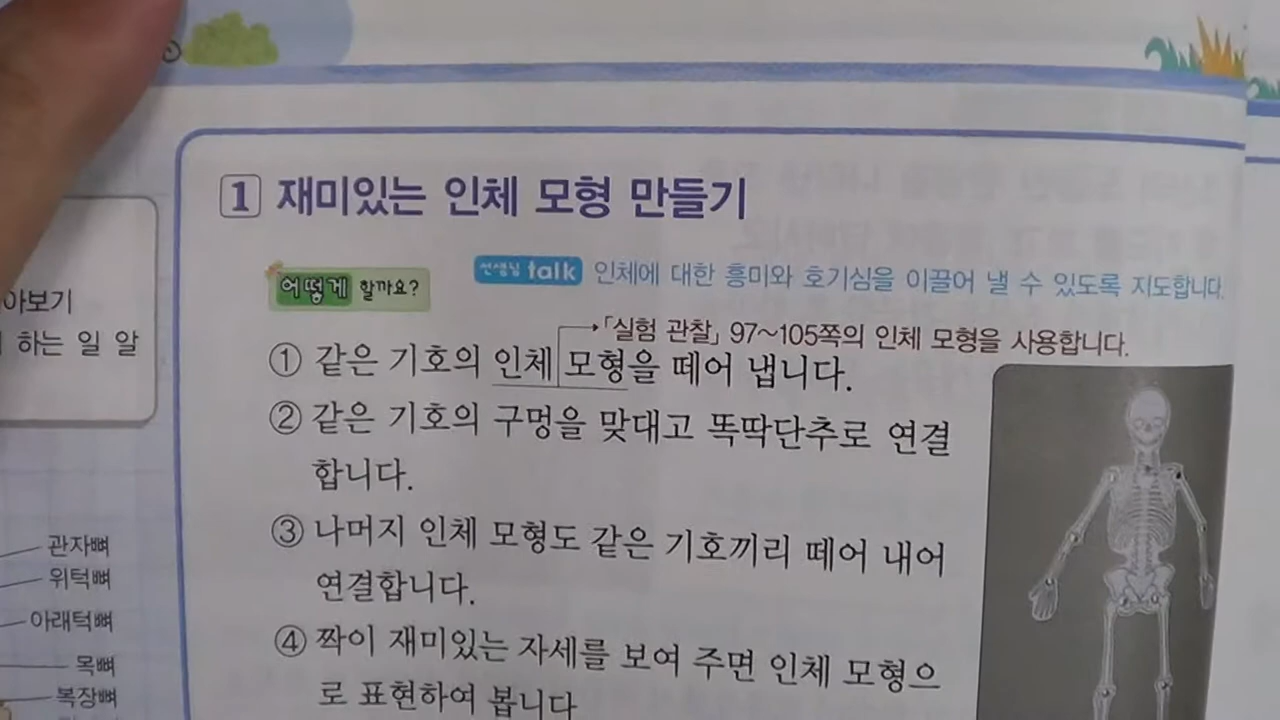 아보기
하는 일 알
관자뼈
위턱뼈
아래턱뼈
목뼈
복장뼈
1 재미있는 인체 모형 만들기
어떻게 할까요?
선생님 talk 인체에 대한 흥미와 호기심을 이끌어 낼 수 있도록 지도합니다.
「실험 관찰」 97~105쪽의 인체 모형을 사용합니다.
① 같은 기호의 인체 모형을 떼어 냅니다.
② 같은 기호의 구멍을 맞대고 똑딱단추로 연결
합니다.
③ 나머지 인체 모형도 같은 기호끼리 떼어 내어
연결합니다.
④ 짝이 재미있는 자세를 보여 주면 인체 모형으
로 표현하여 봅니다